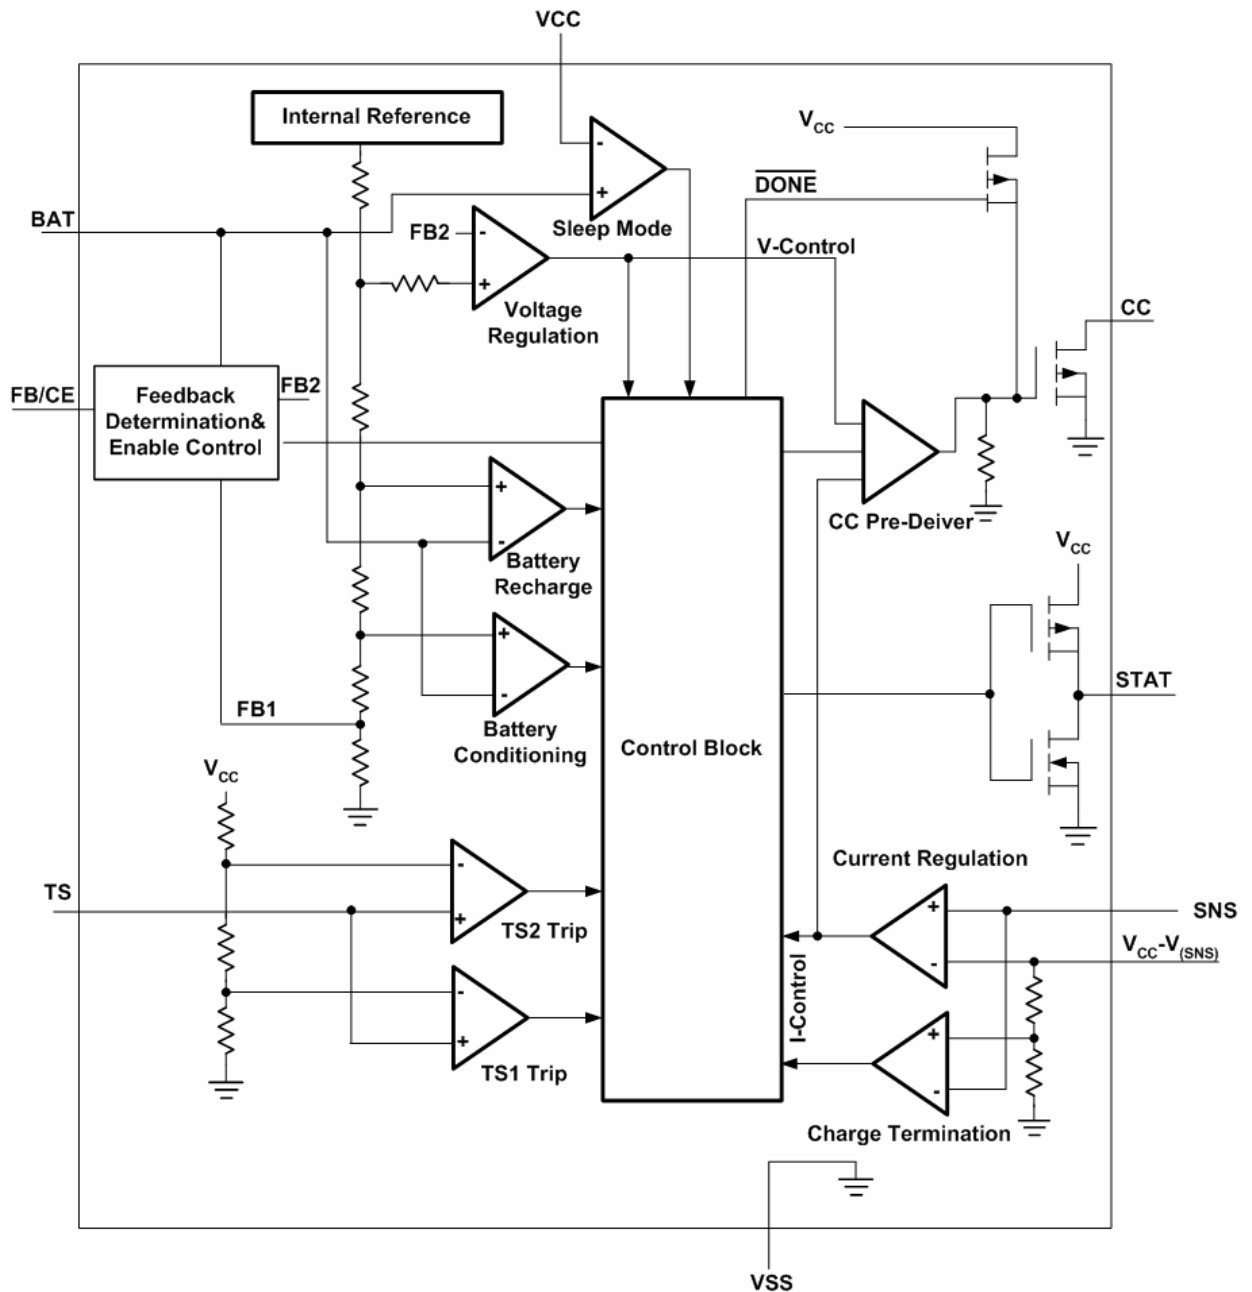 VCC
Internal Reference
V_CC
-
+
DONE
BAT
FB2
-
Sleep Mode
V-Control
+
Voltage
Regulation
CC
FB/CE
Feedback
Determination&
Enable Control
FB2
+
-
CC Pre-Deiver
Battery
Recharge
V_CC
+
-
STAT
FB1
Battery
Conditioning
Control Block
V_CC
-
+
TS
TS2 Trip
Current Regulation
+
-
SNS
V_CC-V_(SNS)
I-Control
-
+
TS1 Trip
+
-
Charge Termination
VSS